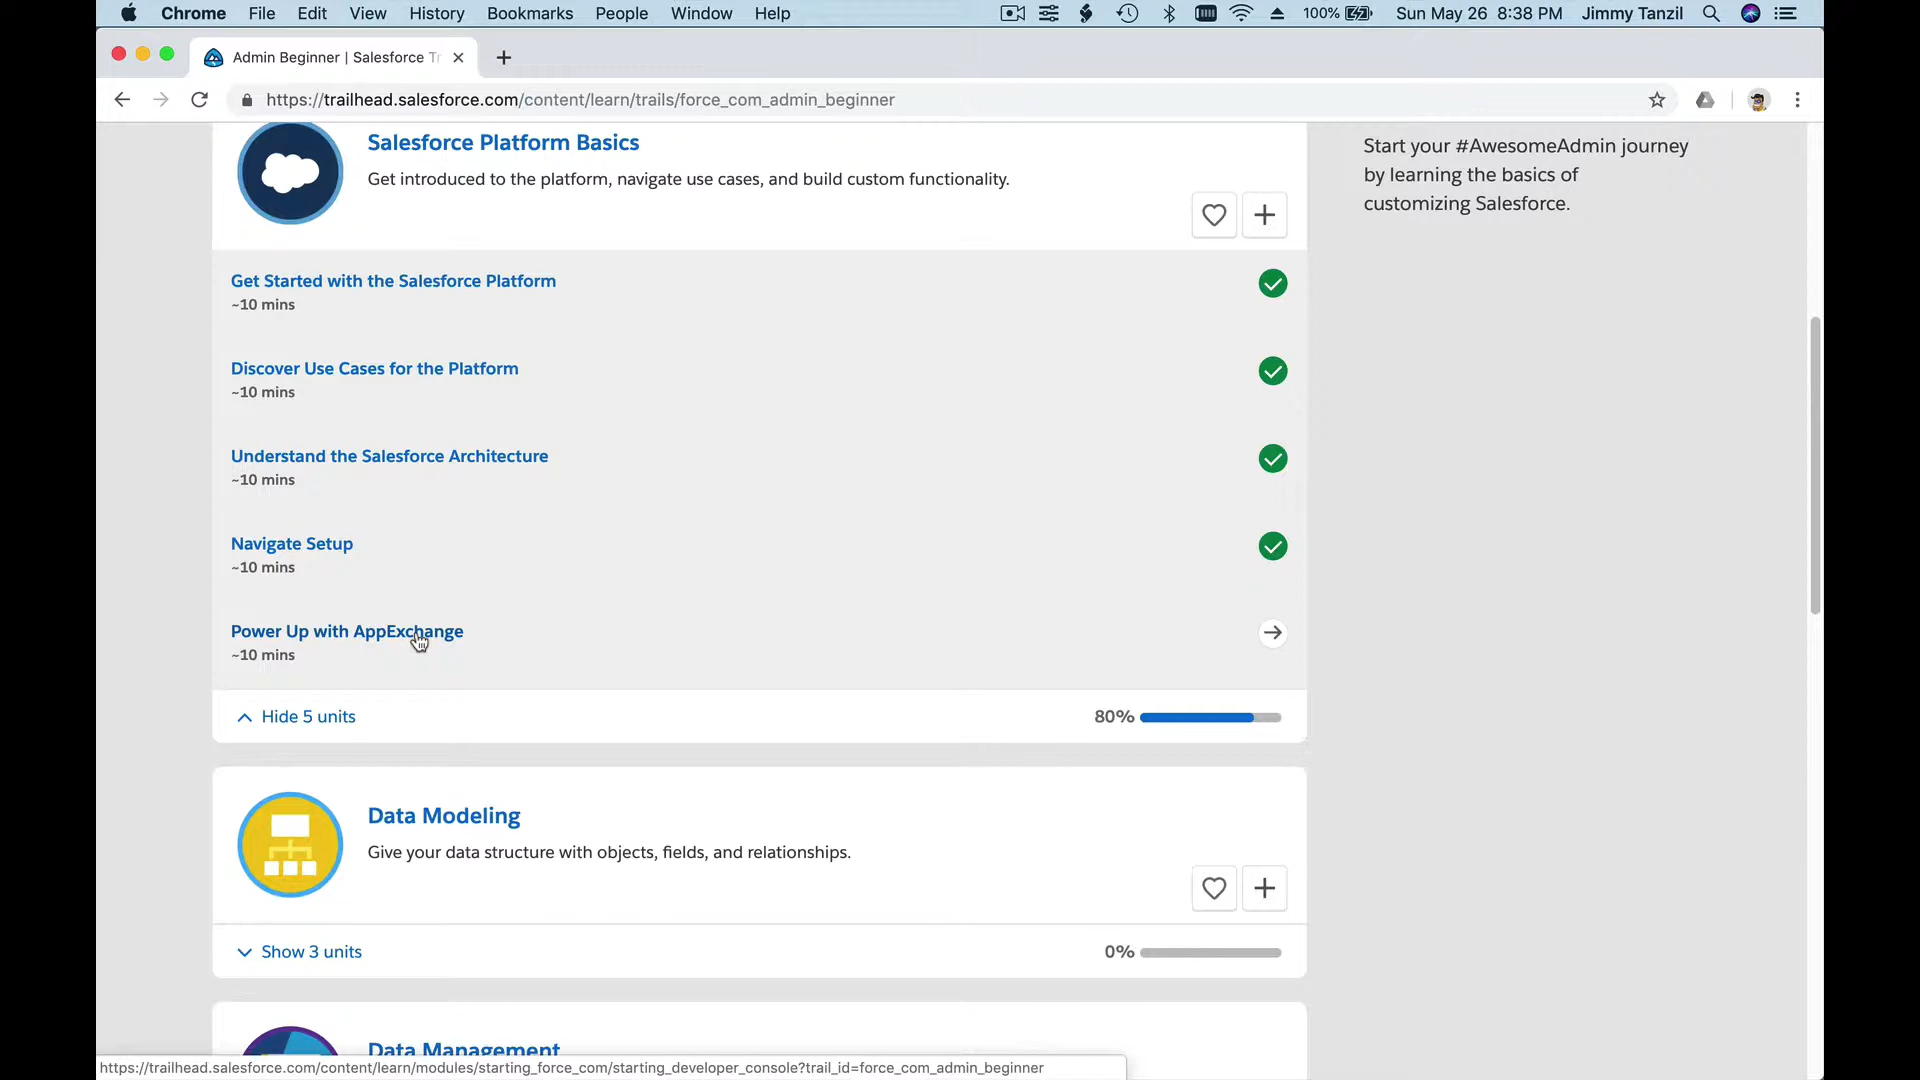 Chrome File Edit View History Bookmarks People Window Help 100% Sun May 26 8:38 PM Jimmy Tanzil
Admin Beginner | Salesforce Tr
https://trailhead.salesforce.com/content/learn/trails/force_com_admin_beginner
Salesforce Platform Basics
Get introduced to the platform, navigate use cases, and build custom functionality.
Start your #AwesomeAdmin journey
by learning the basics of
customizing Salesforce.
Get Started with the Salesforce Platform
~10 mins
Discover Use Cases for the Platform
~10 mins
Understand the Salesforce Architecture
~10 mins
Navigate Setup
~10 mins
Power Up with AppExchange
~10 mins
Hide 5 units 80%
Data Modeling
Give your data structure with objects, fields, and relationships.
Show 3 units 0%
Data Management
https://trailhead.salesforce.com/content/learn/modules/starting_force_com/starting_developer_console?trail_id=force_com_admin_beginner